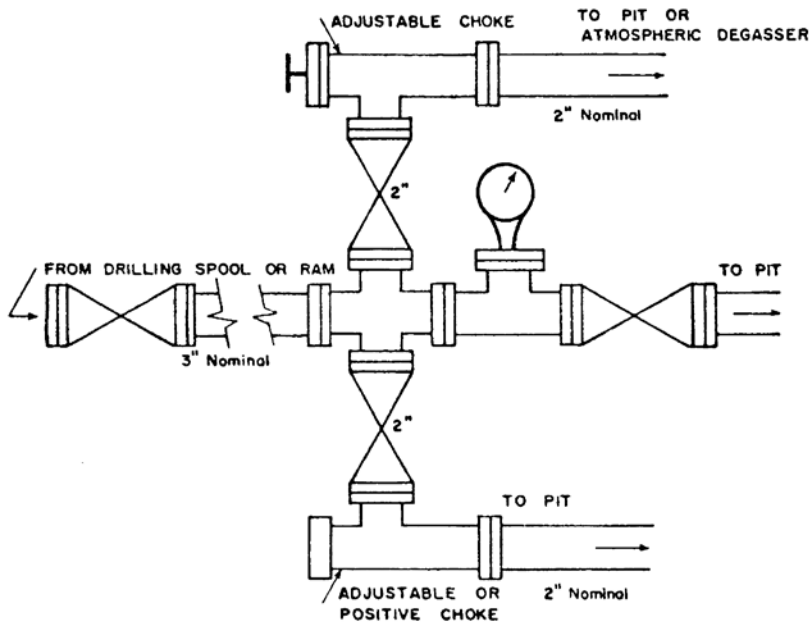 ADJUSTABLE CHOKE
TO PIT OR
ATMOSPHERIC DEGASSER
2" Nominal
2"
FROM DRILLING SPOOL OR RAM
TO PIT
3" Nominal
2"
TO PIT
ADJUSTABLE OR
POSITIVE CHOKE
2" Nominal